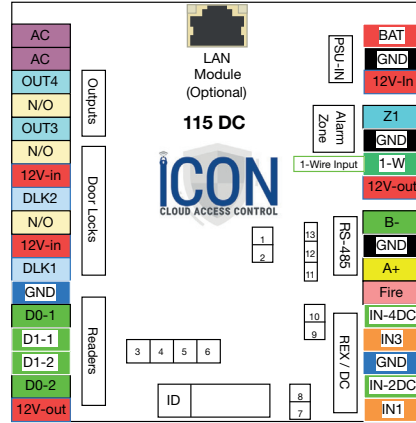 AC
AC
OUT4
N/O
OUT3
N/O
12V-in
DLK2
N/O
12V-in
DLK1
GND
D0-1
D1-1
D1-2
D0-2
12V-out
Outputs
Door Locks
Readers
LAN
Module
(Optional)
115 DC
iCON
CLOUD ACCESS CONTROL
1
2
3 4 5 6
ID
13
12
11
10
9
8
7
PSU-IN
Alarm
Zone
1-Wire Input
RS-485
REX / DC
BAT
GND
12V-In
Z1
GND
1-W
12V-out
B-
GND
A+
Fire
IN-4DC
IN3
GND
IN-2DC
IN1